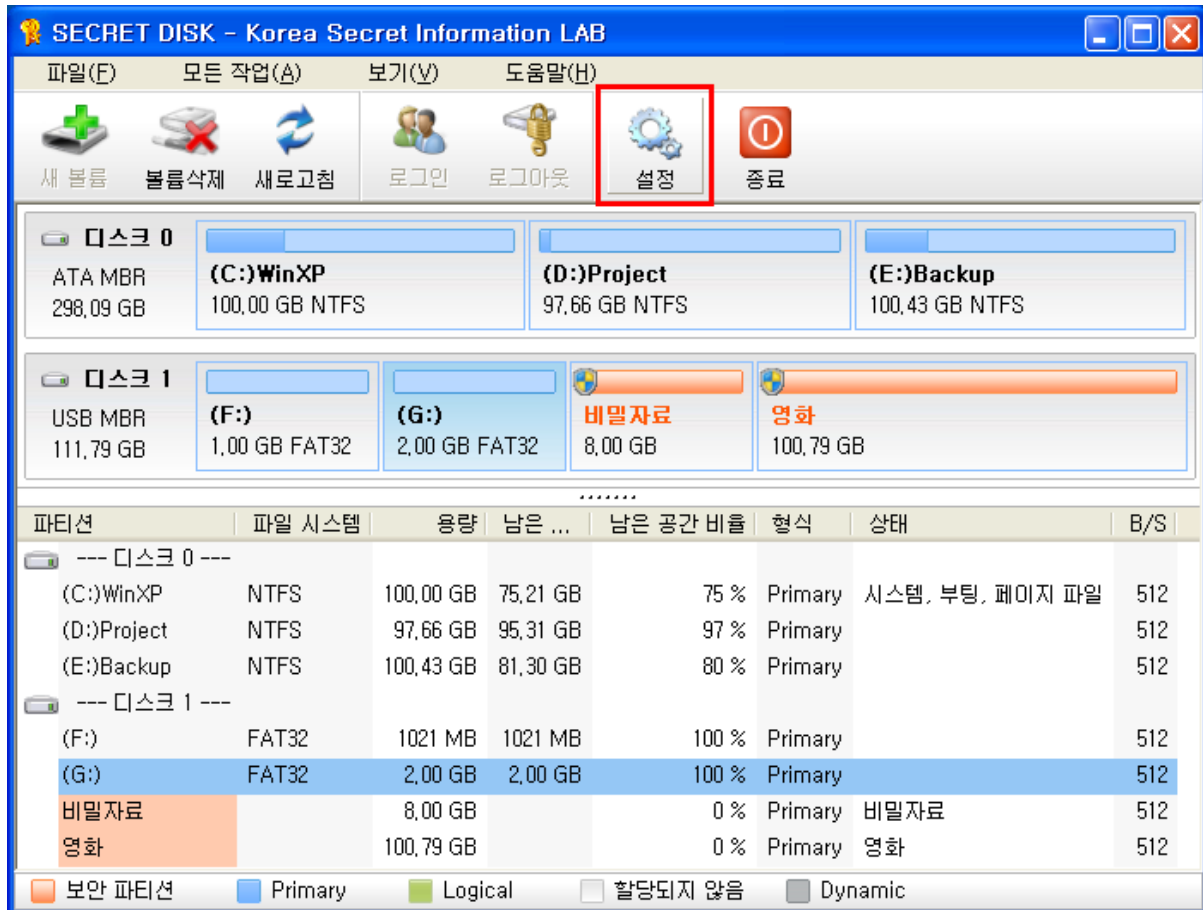 SECRET DISK - Korea Secret Information LAB
파일(F) 모든 작업(A) 보기(V) 도움말(H)
새 볼륨 볼륨삭제 새로고침 로그인 로그아웃 설정 종료
디스크 0
ATA MBR
298,09 GB
(C:)WinXP
100,00 GB NTFS
(D:)Project
97,66 GB NTFS
(E:)Backup
100,43 GB NTFS
디스크 1
USB MBR
111,79 GB
(F:)
1,00 GB FAT32
(G:)
2,00 GB FAT32
비밀자료
8,00 GB
영화
100,79 GB
파티션 파일 시스템 용량 남은 ... 남은 공간 비율 형식 상태 B/S
--- 디스크 0 ---
(C:)WinXP NTFS 100,00 GB 75,21 GB 75 % Primary 시스템, 부팅, 페이지 파일 512
(D:)Project NTFS 97,66 GB 95,31 GB 97 % Primary 512
(E:)Backup NTFS 100,43 GB 81,30 GB 80 % Primary 512
--- 디스크 1 ---
(F:) FAT32 1021 MB 1021 MB 100 % Primary 512
(G:) FAT32 2,00 GB 2,00 GB 100 % Primary 512
비밀자료 8,00 GB 0 % Primary 비밀자료 512
영화 100,79 GB 0 % Primary 영화 512
보안 파티션 Primary Logical 할당되지 않음 Dynamic